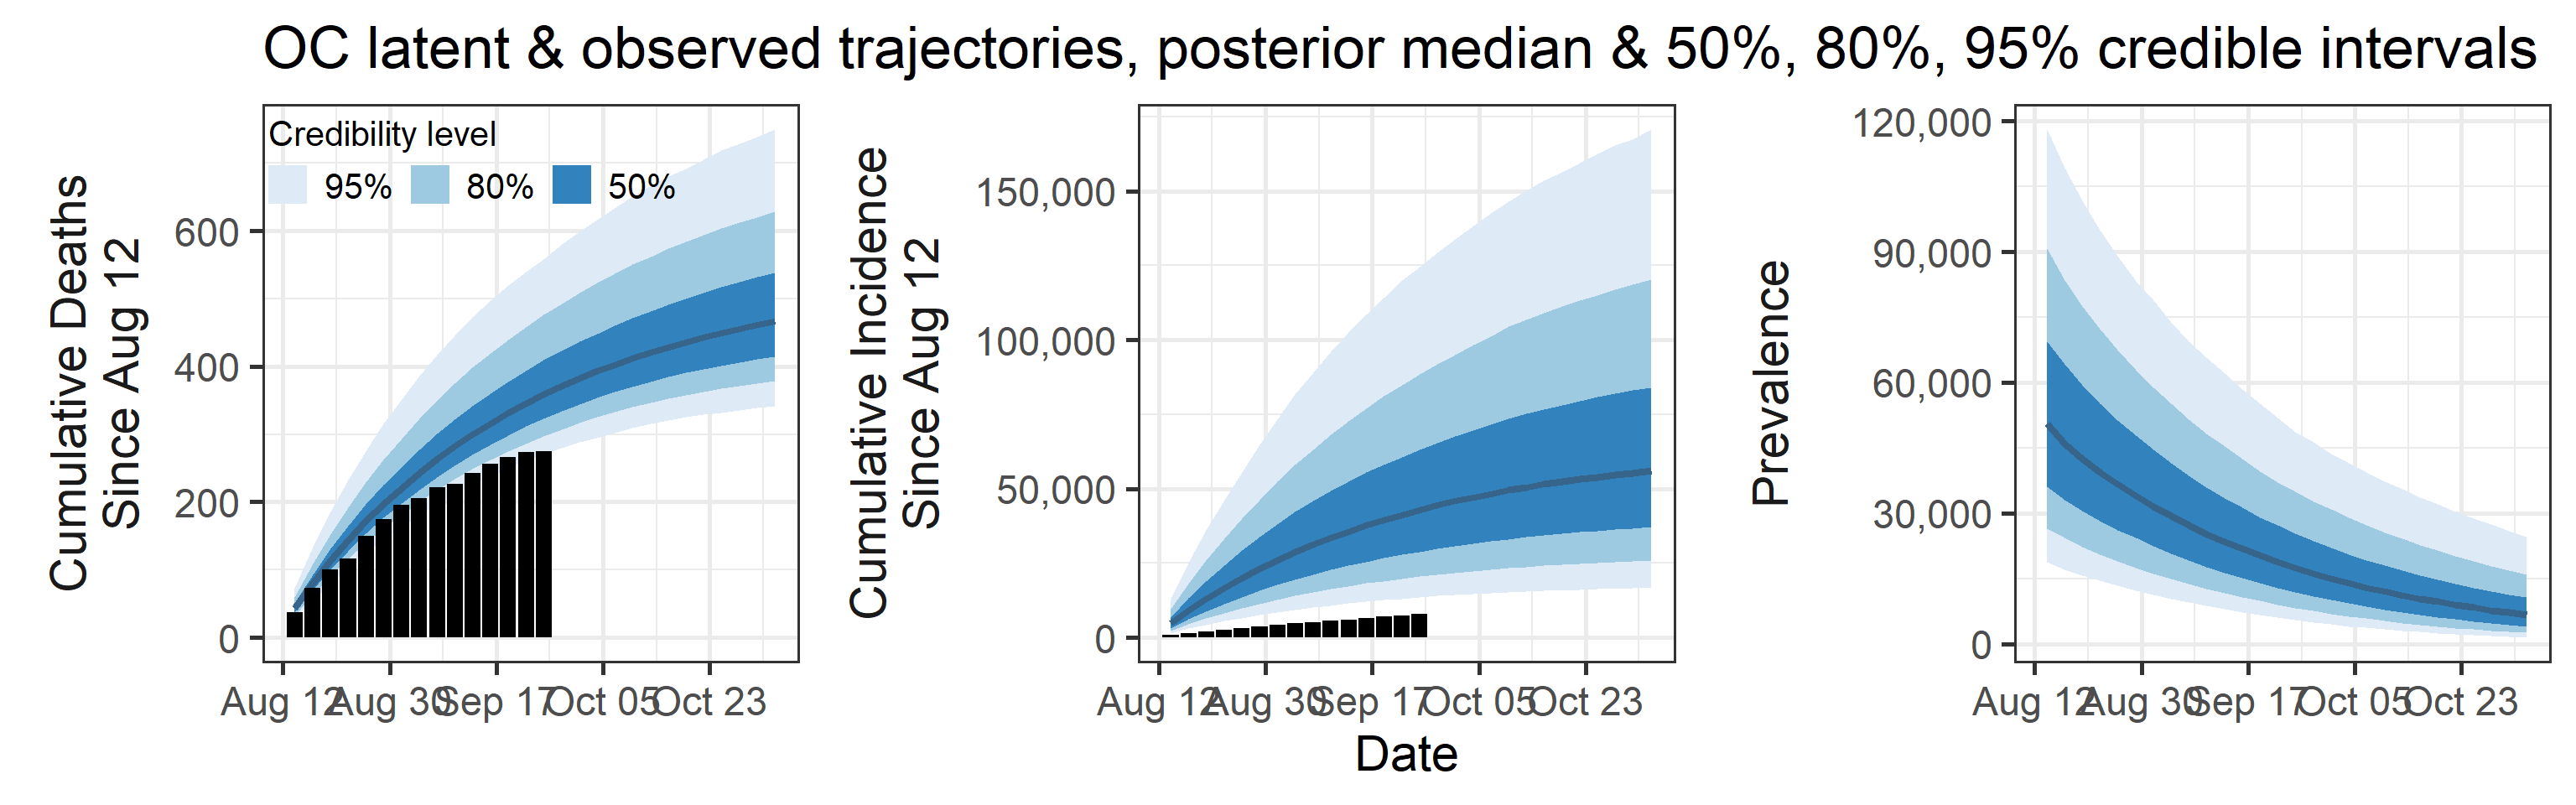 OC latent & observed trajectories, posterior median & 50%, 80%, 95% credible intervals
Cumulative Deaths
Since Aug 12
600
400
200
0
Credibility level
95% 80% 50%
Aug 12 Aug 30 Sep 17 Oct 05 Oct 23
Cumulative Incidence
Since Aug 12
150,000
100,000
50,000
0
Aug 12 Aug 30 Sep 17 Oct 05 Oct 23
Prevalence
120,000
90,000
60,000
30,000
0
Aug 12 Aug 30 Sep 17 Oct 05 Oct 23
Date